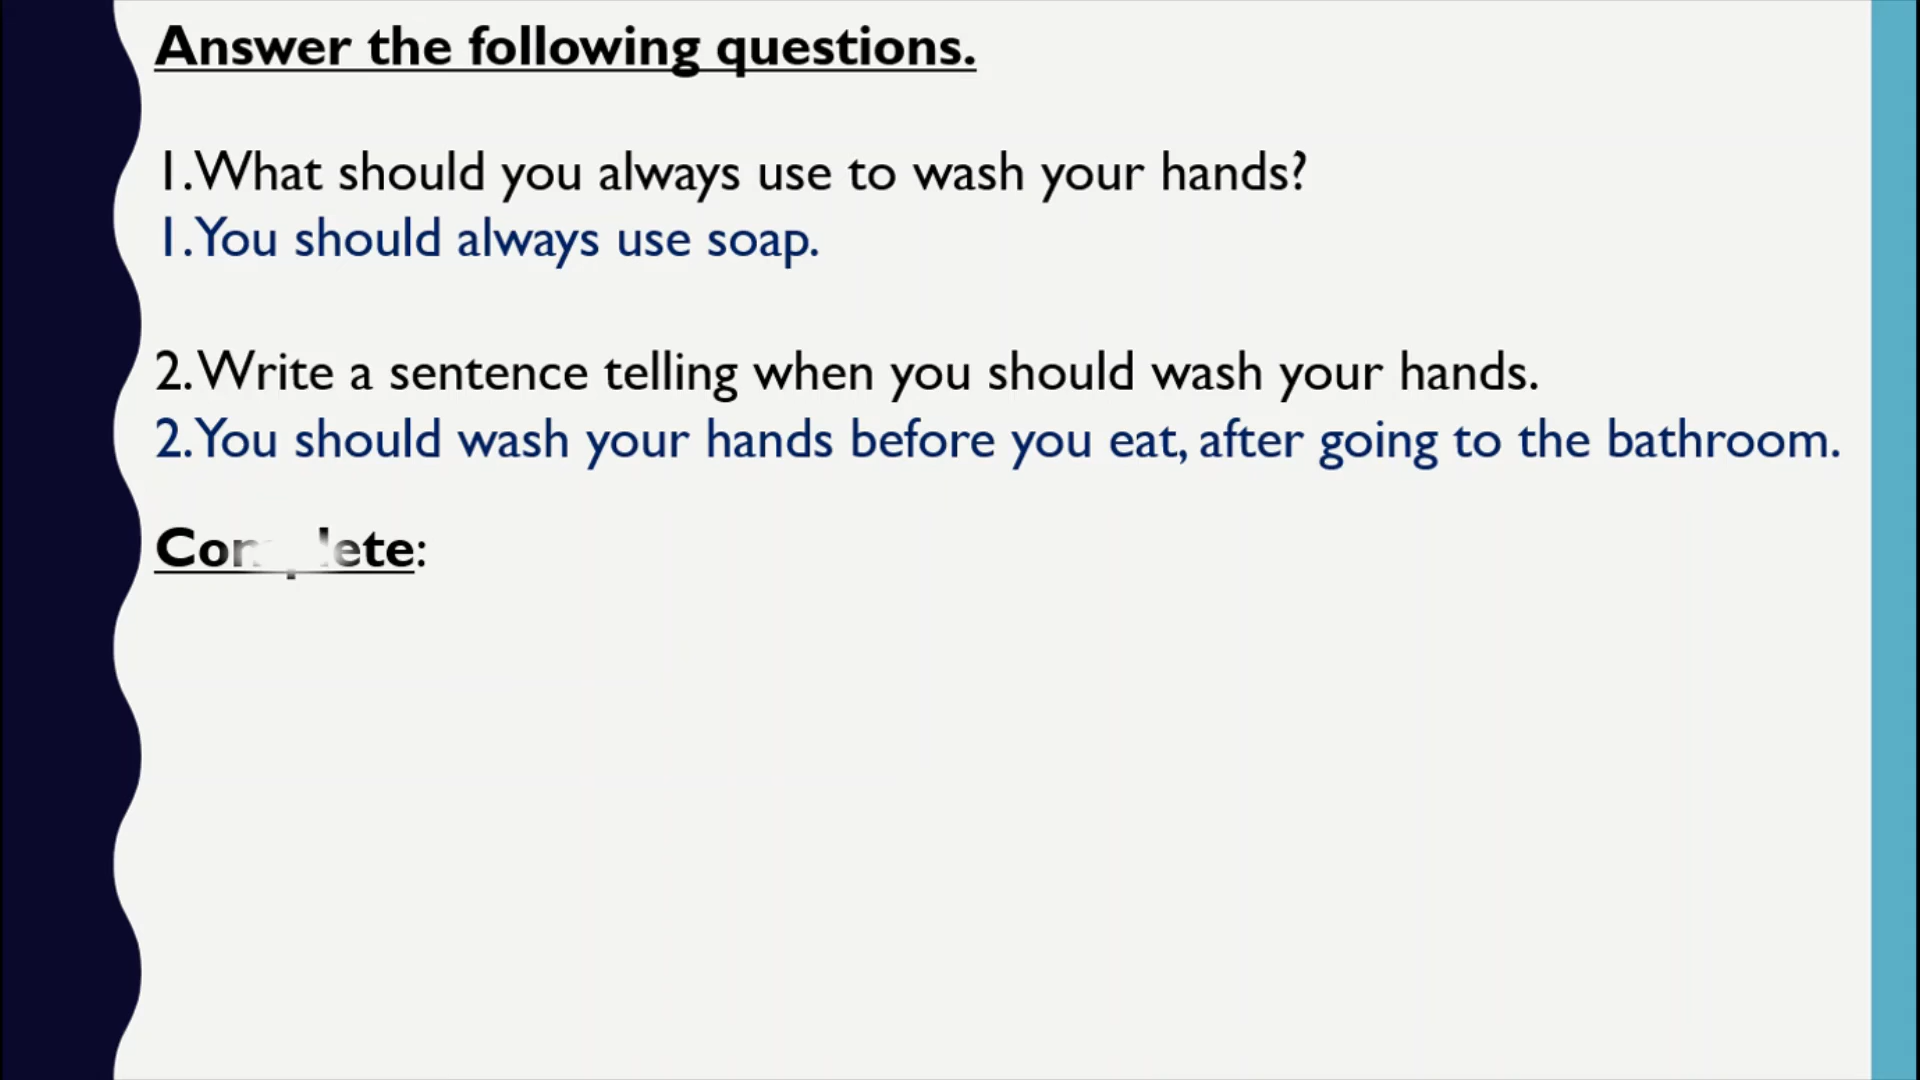 Answer the following questions.
1.What should you always use to wash your hands?
1.You should always use soap.
2.Write a sentence telling when you should wash your hands.
2.You should wash your hands before you eat, after going to the bathroom.
Complete: